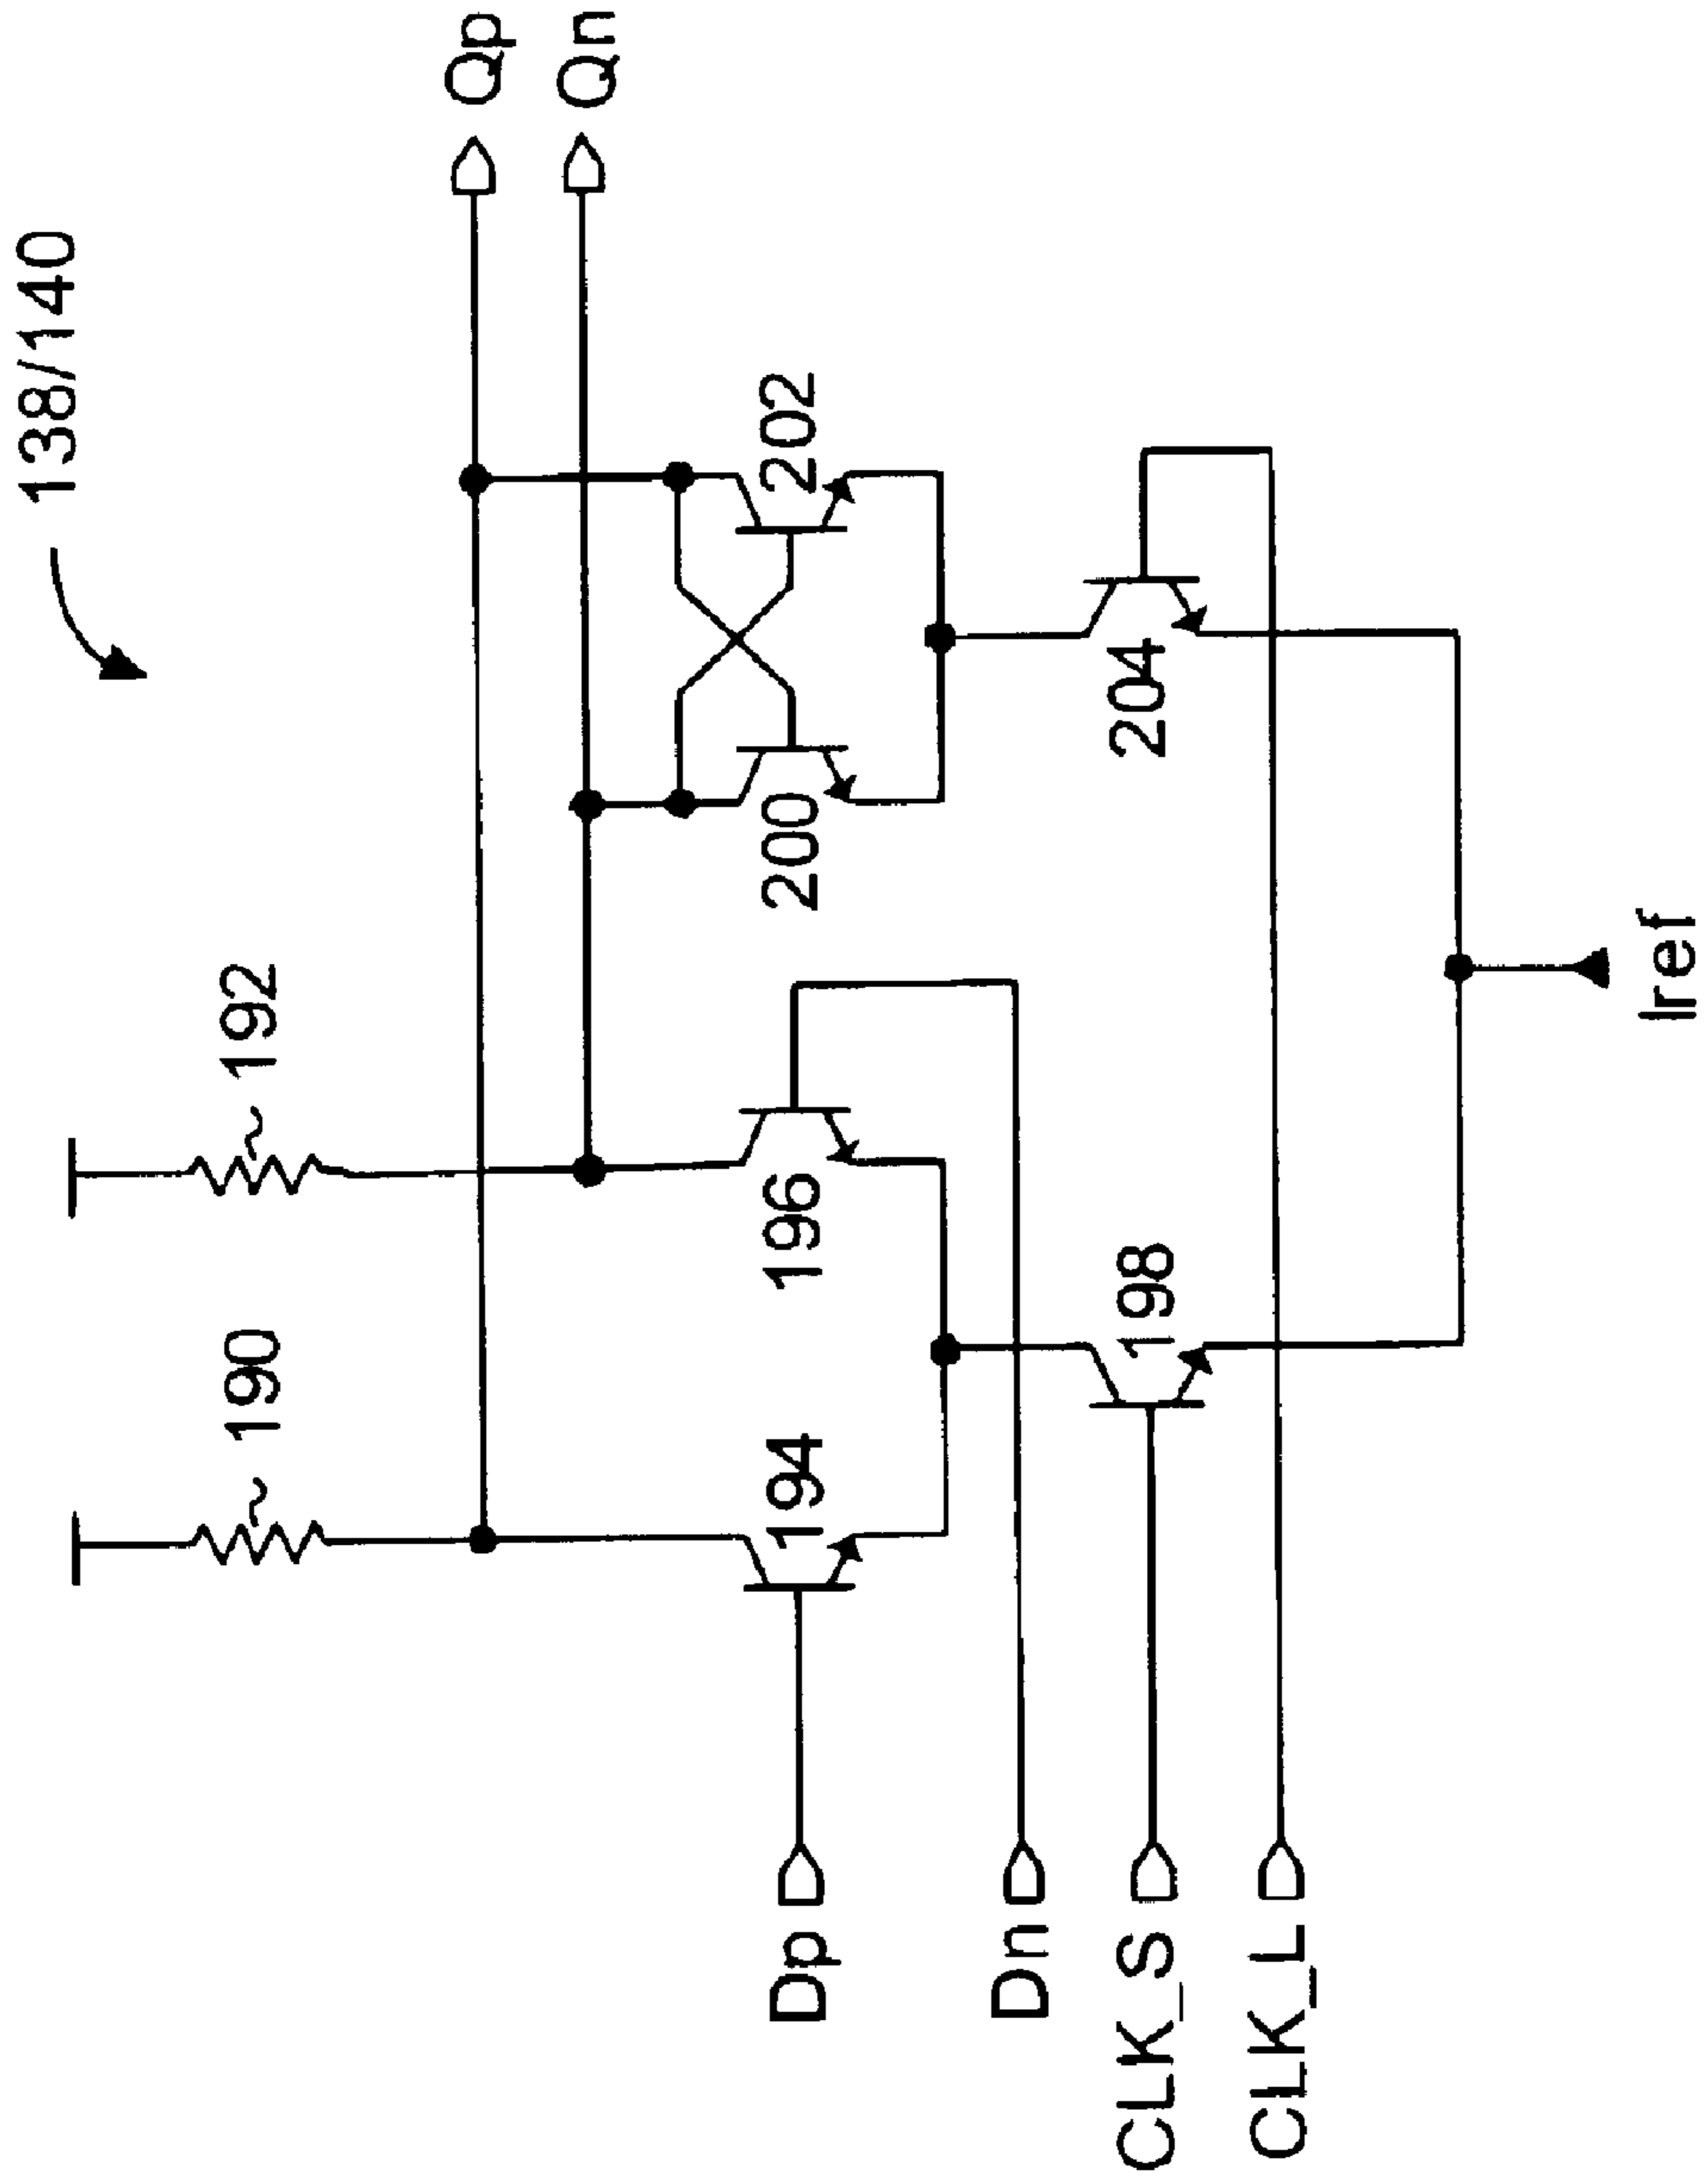 138/140
190
192
Qp
Qn
194
196
200
202
Dp
Dn
198
204
CLK_S
CLK_L
Iref